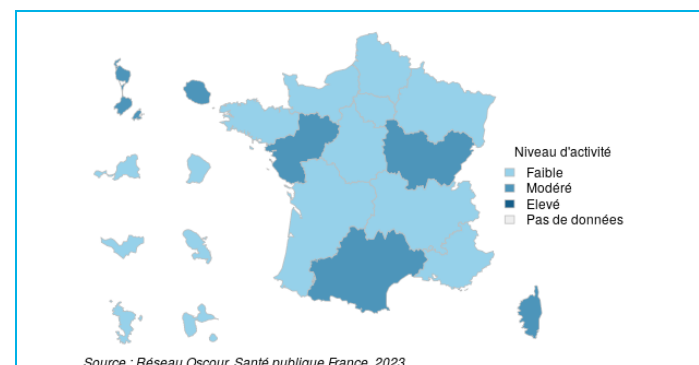 Niveau d'activité
Faible
Modéré
Elevé
Pas de données
Source : Réseau Oscour, Santé publique France, 2023